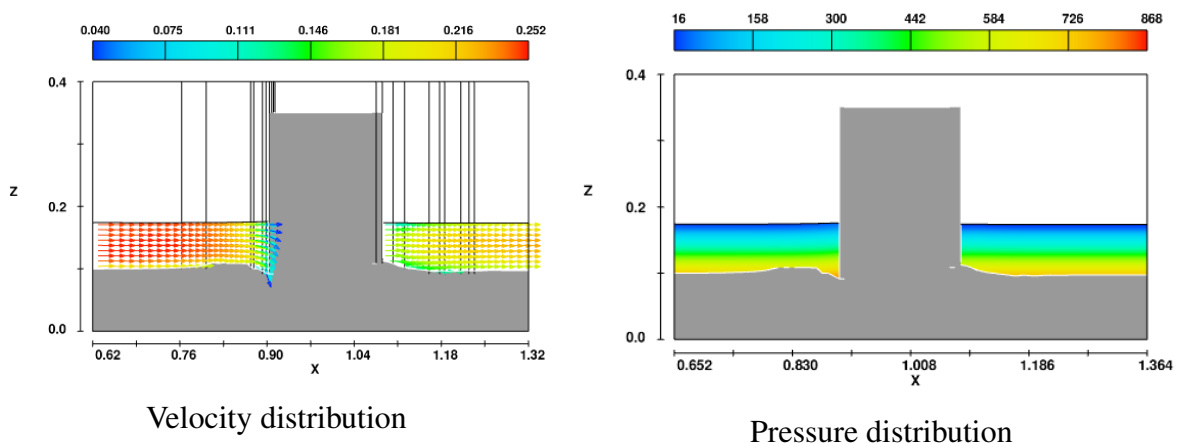 0.040 0.075 0.111 0.146 0.181 0.216 0.252
0.4
0.2
0.0
Z
0.62 0.76 0.90 1.04 1.18 1.32
X
Velocity distribution
16 158 300 442 584 726 868
0.4
0.2
0.0
Z
0.652 0.830 1.008 1.186 1.364
X
Pressure distribution